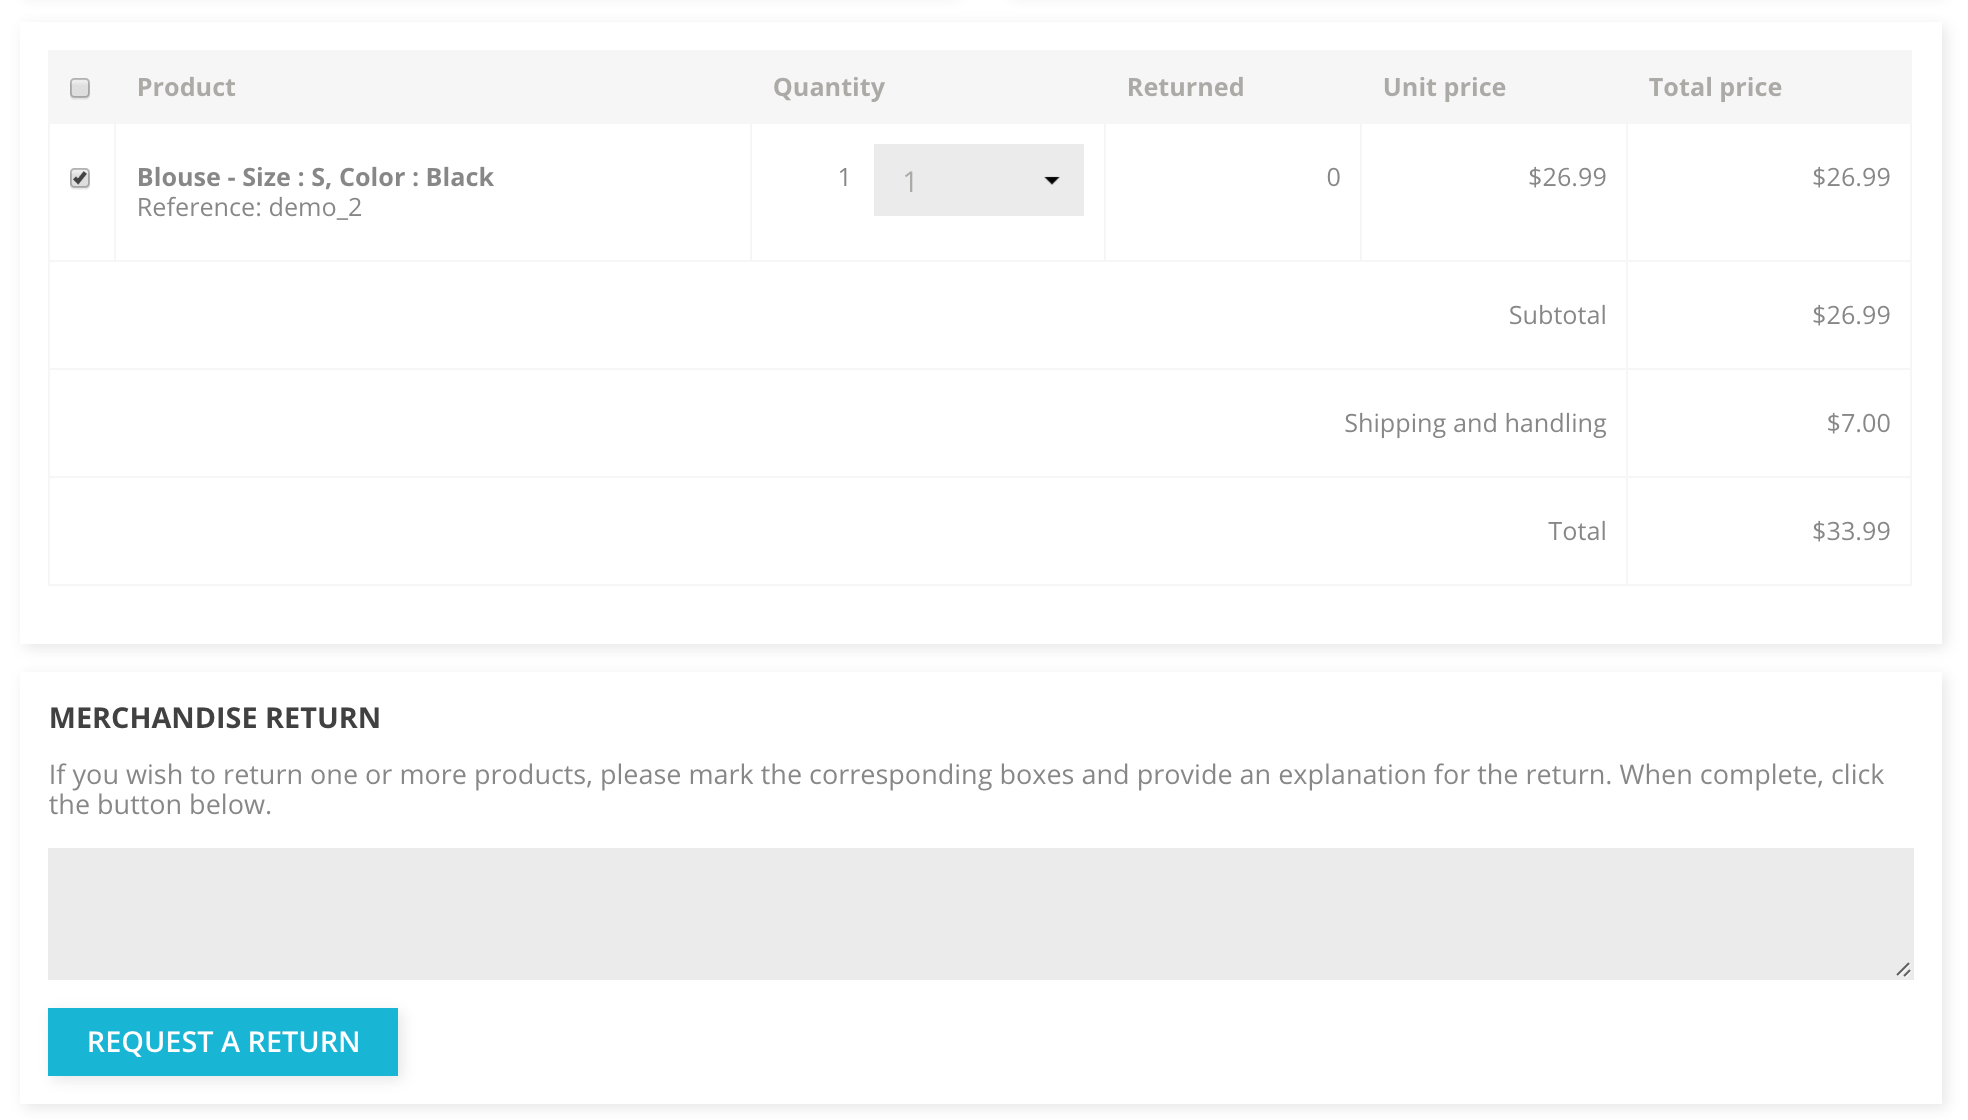 Product Quantity Returned Unit price Total price
Blouse - Size : S, Color : Black 1 1 0 $26.99 $26.99
Reference: demo_2
Subtotal $26.99
Shipping and handling $7.00
Total $33.99
MERCHANDISE RETURN
If you wish to return one or more products, please mark the corresponding boxes and provide an explanation for the return. When complete, click
the button below.
REQUEST A RETURN